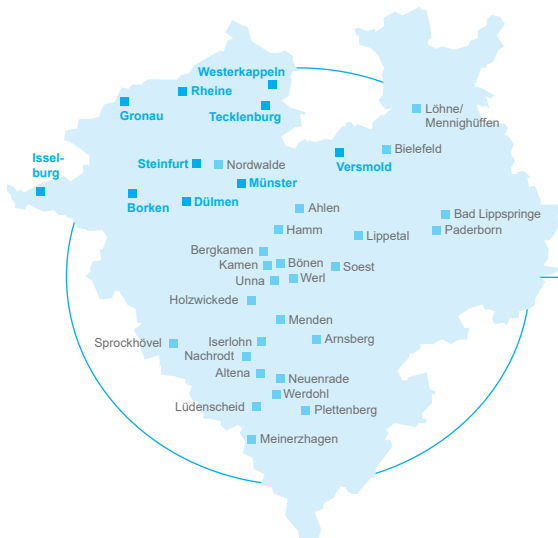 Westerkappeln
Rheine
Gronau
Tecklenburg
Löhne/
Mennighüffen
Bielefeld
Versmold
Issel-
burg
Steinfurt
Nordwalde
Münster
Borken
Dülmen
Ahlen
Bad Lippspringe
Paderborn
Hamm
Lippetal
Bergkamen
Kamen
Bönen
Soest
Unna
Werl
Holzwickede
Menden
Sprockhövel
Iserlohn
Arnsberg
Nachrodt
Altena
Neuenrade
Werdohl
Lüdenscheid
Plettenberg
Meinerzhagen